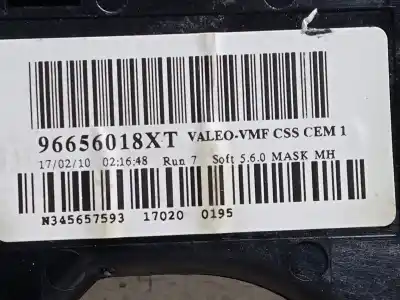 96656018XT VALEO-VMF CSS CEM 1
17/02/10 02:16:48 Run 7 Soft 5.6.0 MASK MH
N345657593 17020 0195